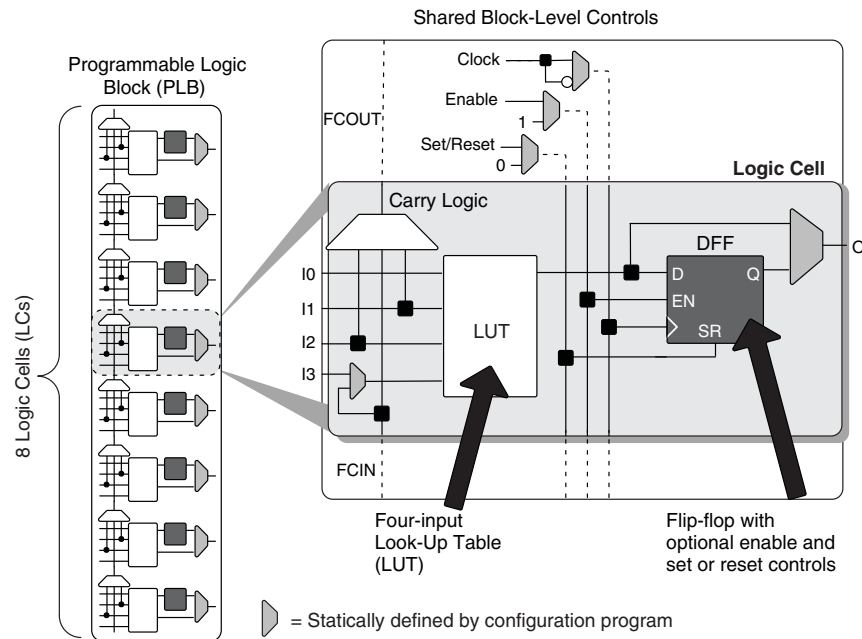 Shared Block-Level Controls
Programmable Logic
Block (PLB)
Clock
Enable
1
FCOUT
Set/Reset
0
Logic Cell
Carry Logic
DFF
I0
D
Q
O
I1
EN
LUT
I2
SR
I3
8 Logic Cells (LCs)
FCIN
Four-input
Look-Up Table
(LUT)
Flip-flop with
optional enable and
set or reset controls
= Statically defined by configuration program